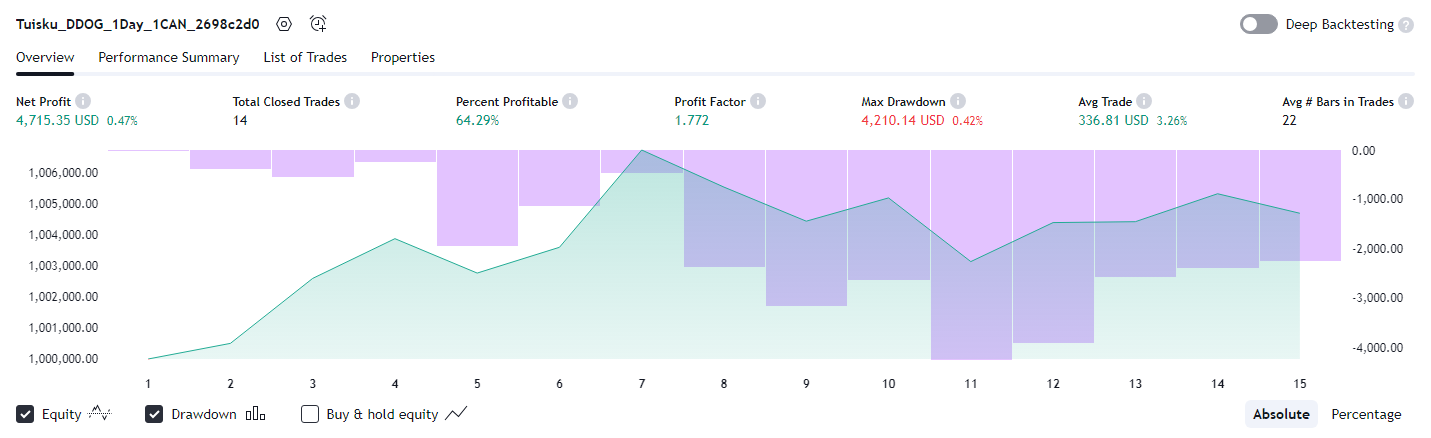 Tuisku_DDOG_1Day_1CAN_2698c2d0
Deep Backtesting ?
Overview Performance Summary List of Trades Properties
Net Profit Total Closed Trades Percent Profitable Profit Factor Max Drawdown Avg Trade Avg # Bars in Trades
4,715.35 USD 0.47% 14 64.29% 1.772 4,210.14 USD 0.42% 336.81 USD 3.26% 22
0.00
1,006,000.00
1,005,000.00 -1,000.00
1,004,000.00 -2,000.00
1,003,000.00
1,002,000.00 -3,000.00
1,001,000.00
1,000,000.00 -4,000.00
1 2 3 4 5 6 7 8 9 10 11 12 13 14 15
Equity Drawdown Buy & hold equity Absolute Percentage